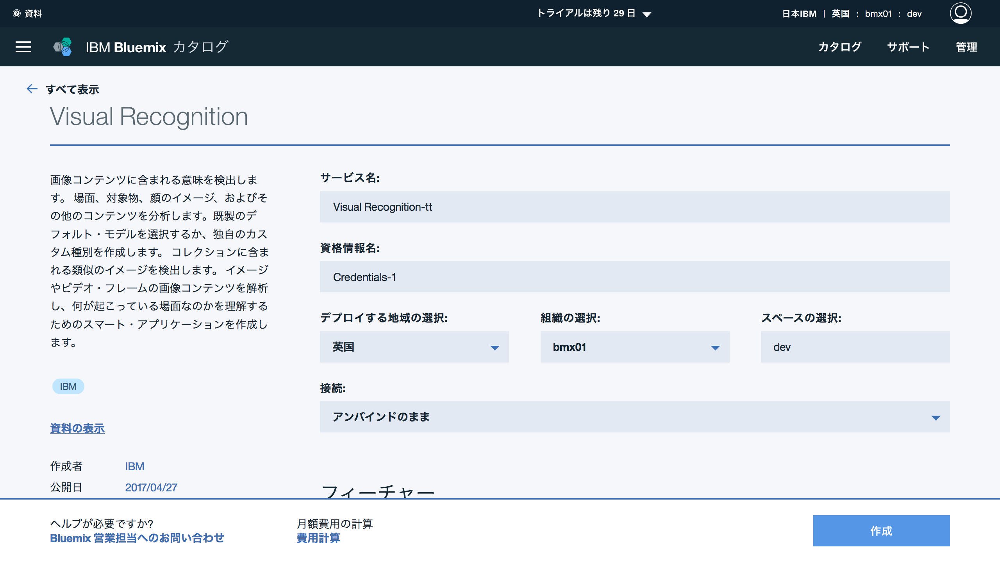 資料
トライアルは残り 29 日
日本IBM | 英国 : bmx01 : dev
IBM Bluemix カタログ
カタログ
サポート
管理
すべて表示
Visual Recognition
画像コンテンツに含まれる意味を検出しま
す。 場面、対象物、顔のイメージ、およびそ
の他のコンテンツを分析します。既製のデ
フォルト・モデルを選択するか、独自のカス
タム種別を作成します。 コレクションに含ま
れる類似のイメージを検出します。 イメージ
やビデオ・フレームの画像コンテンツを解析
し、何が起こっている場面なのかを理解する
ためのスマート・アプリケーションを作成し
ます。
IBM
資料の表示
作成者 IBM
公開日 2017/04/27
サービス名:
Visual Recognition-tt
資格情報名:
Credentials-1
デプロイする地域の選択:
英国
組織の選択:
bmx01
スペースの選択:
dev
接続:
アンバインドのまま
フィーチャー
ヘルプが必要ですか?
Bluemix 営業担当へのお問い合わせ
月額費用の計算
費用計算
作成